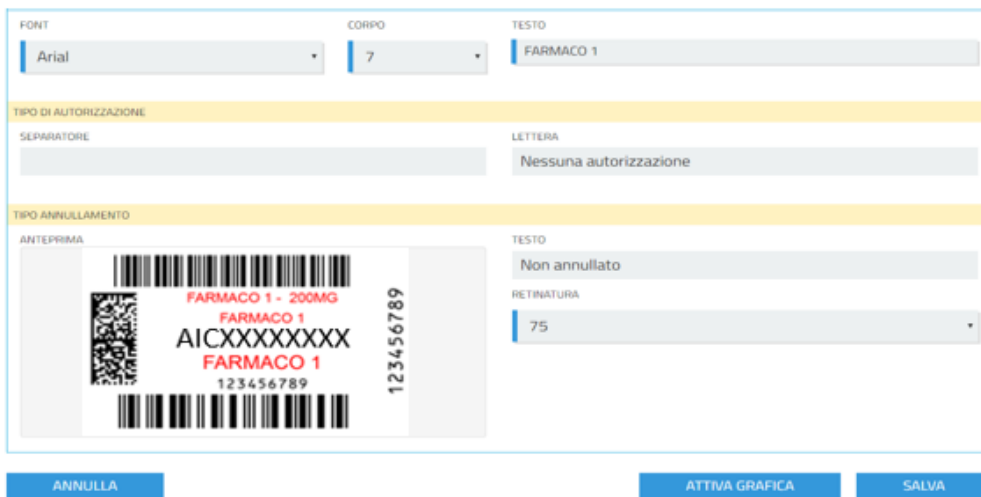 FONT
CORPO
TESTO
Arial
7
FARMACO 1
TIPO DI AUTORIZZAZIONE
SEPARATORE
LETTERA
Nessuna autorizzazione
TIPO ANNULLAMENTO
ANTEPRIMA
TESTO
Non annullato
RETINATURA
75
FARMACO 1 - 200MG
FARMACO 1
AICXXXXXXXX
FARMACO 1
123456789
123456789
ANNULLA
ATTIVA GRAFICA
SALVA